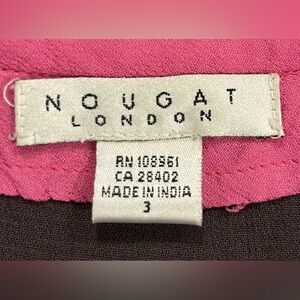 NOUGAT
LONDON
RN 108961
CA 28402
MADE IN INDIA
3